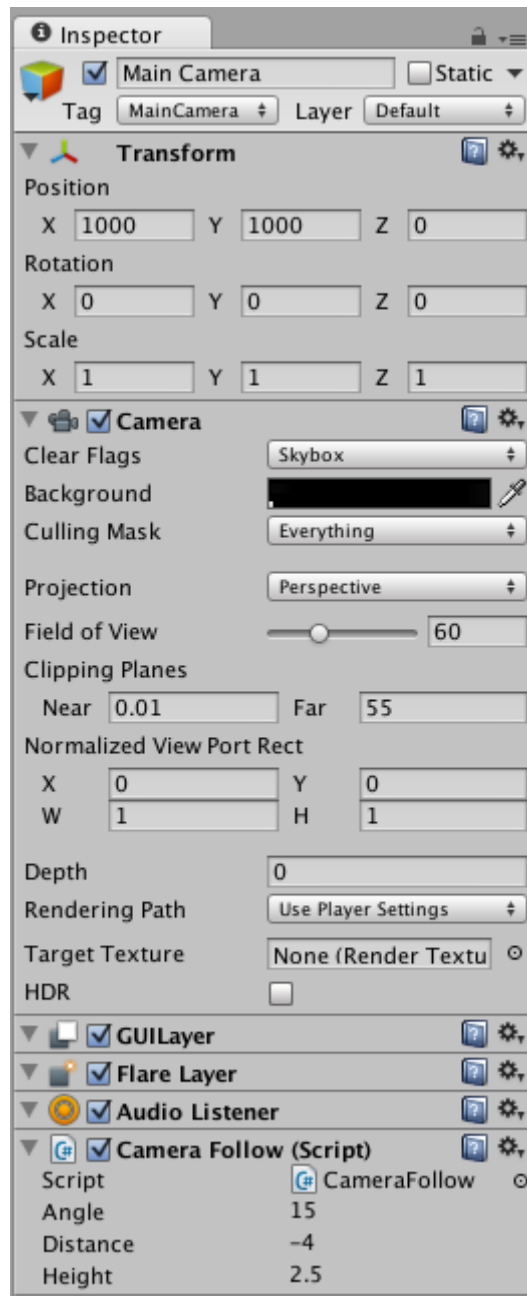 Inspector
Main Camera Static
Tag MainCamera Layer Default
Transform
Position
X 1000 Y 1000 Z 0
Rotation
X 0 Y 0 Z 0
Scale
X 1 Y 1 Z 1
Camera
Clear Flags Skybox
Background
Culling Mask Everything
Projection Perspective
Field of View 60
Clipping Planes
Near 0.01 Far 55
Normalized View Port Rect
X 0 Y 0
W 1 H 1
Depth 0
Rendering Path Use Player Settings
Target Texture None (Render Textu
HDR
GUILayer
Flare Layer
Audio Listener
Camera Follow (Script)
Script CameraFollow
Angle 15
Distance -4
Height 2.5